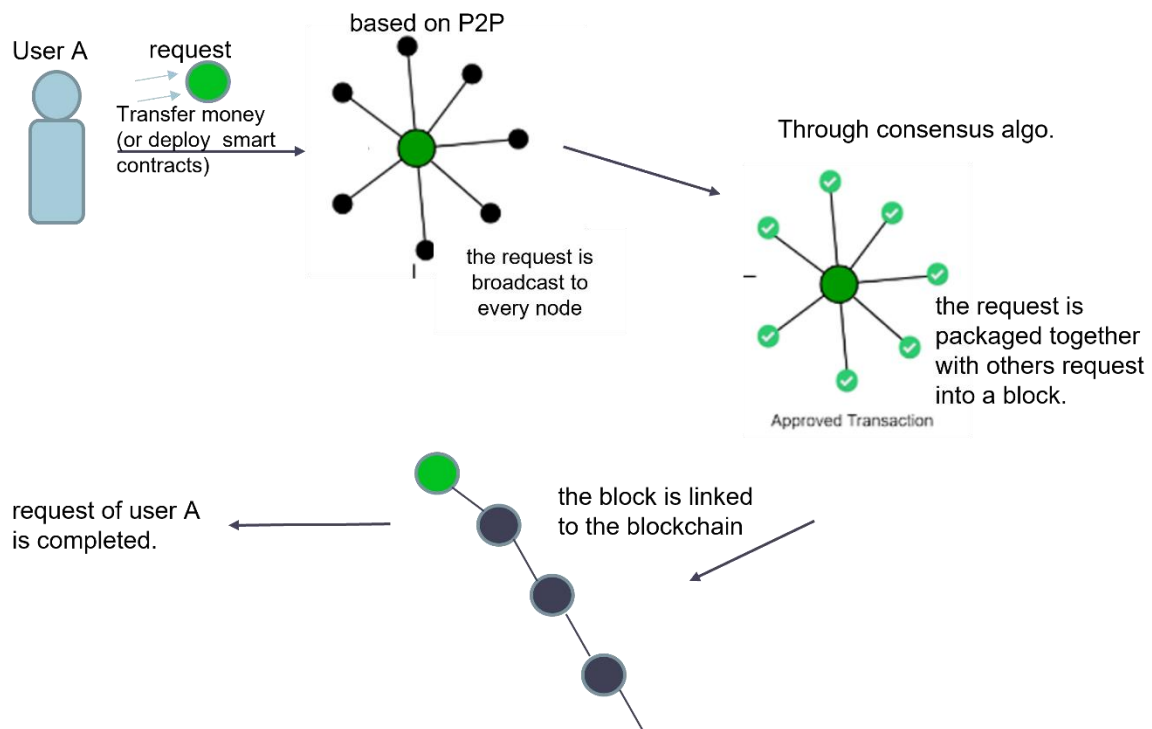 User A
request
Transfer money
(or deploy smart
contracts)
based on P2P
the request is
broadcast to
every node
Through consensus algo.
the request is
packaged together
with others request
into a block.
Approved Transaction
the block is linked
to the blockchain
request of user A
is completed.